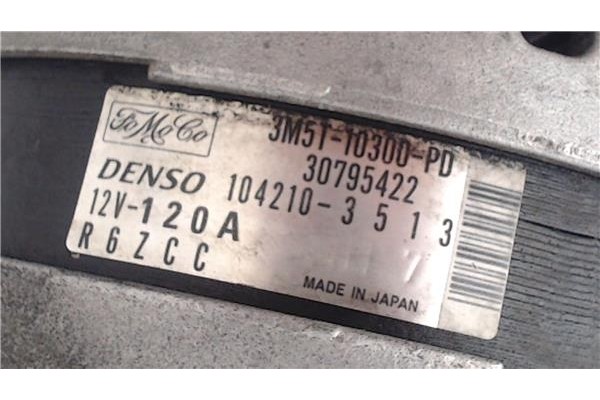 FoMoCo
3M5T-10300-PD
30795422
DENSO 104210-3513
12V-120A
R6ZCC
MADE IN JAPAN